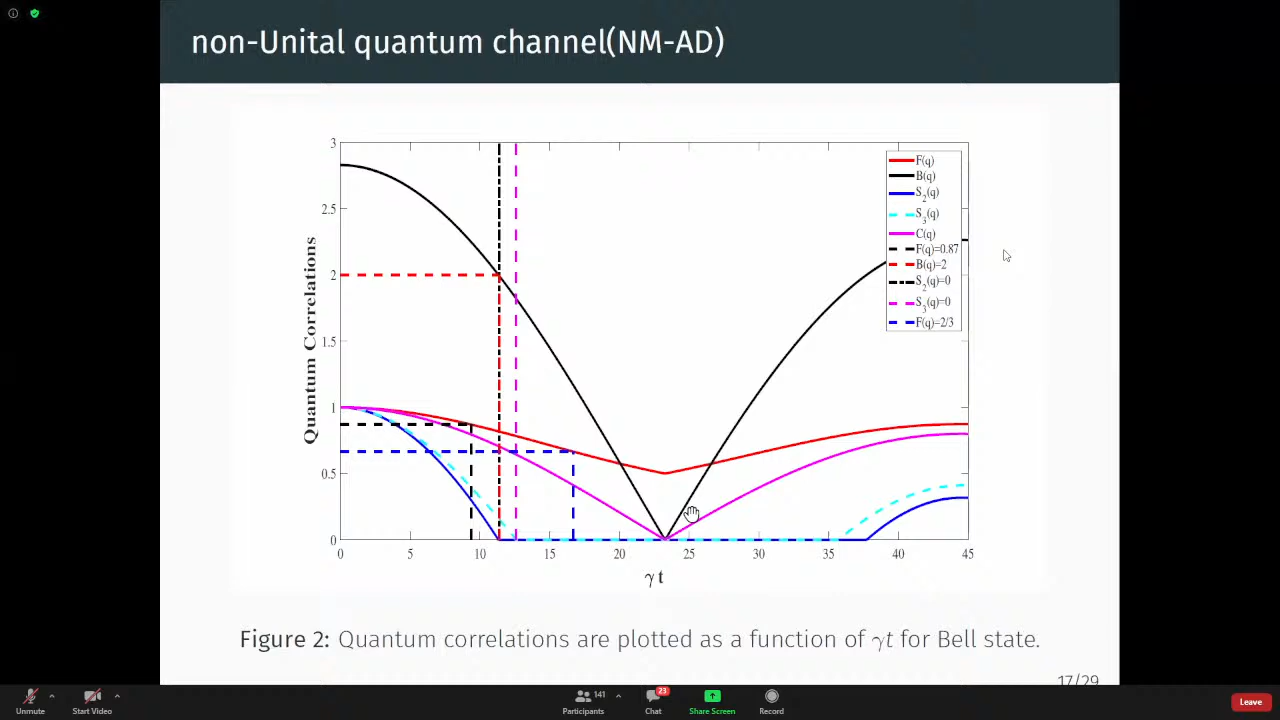 non-Unital quantum channel(NM-AD)
3
2.5
2
1.5
1
0.5
0
Quantum Correlations
F(q)
B(q)
S2(q)
S3(q)
C(q)
F(q)=0.87
B(q)=2
S2(q)=0
S3(q)=0
F(q)=2/3
0 5 10 15 20 25 30 35 40 45
γ t
Figure 2: Quantum correlations are plotted as a function of γt for Bell state.
17/29
Unmute
Start Video
141
Participants
23
Chat
Share Screen
Record
Leave